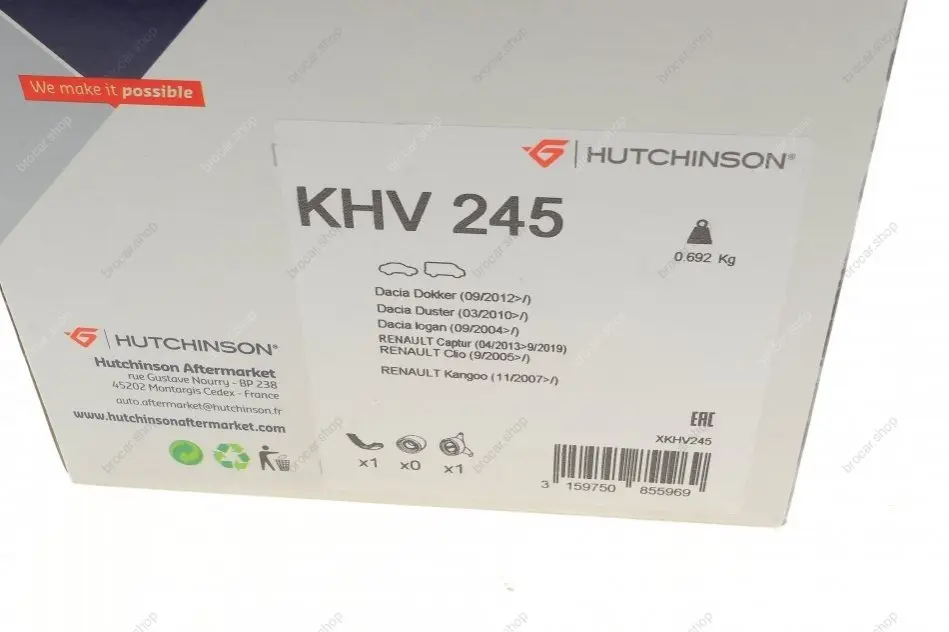 We make it possible
HUTCHINSON®
KHV 245
0.692 Kg
Dacia Dokker (09/2012>/)
Dacia Duster (03/2010>/)
Dacia logan (09/2004>/)
RENAULT Captur (04/2013>9/2019)
RENAULT Clio (9/2005>/)
RENAULT Kangoo (11/2007>/)
HUTCHINSON®
Hutchinson Aftermarket
rue Gustave Nourry - BP 238
45202 Montargis Cedex - France
auto.aftermarket@hutchinson.fr
www.hutchinsonaftermarket.com
x1 x0 x1
EAC
XKHV245
3 159750 855969
brocar.shop